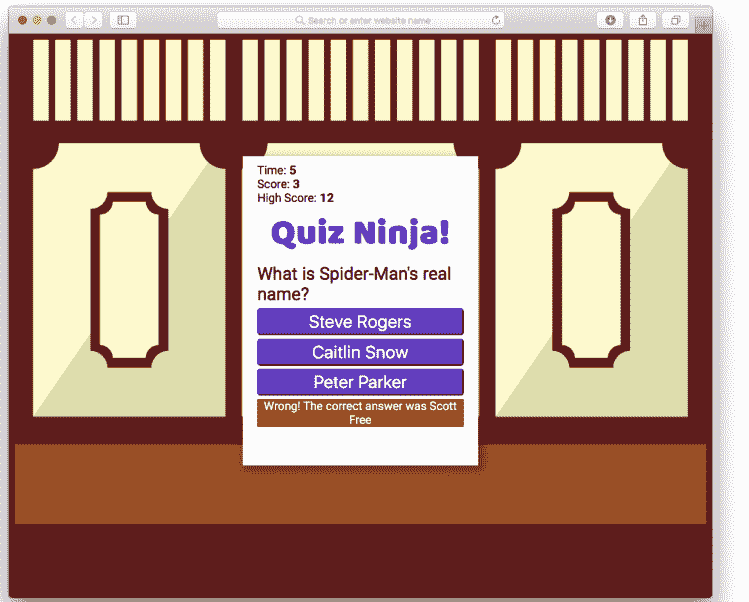 Search or enter website name
Time: 5
Score: 3
High Score: 12
Quiz Ninja!
What is Spider-Man's real
name?
Steve Rogers
Caitlin Snow
Peter Parker
Wrong! The correct answer was Scott
Free